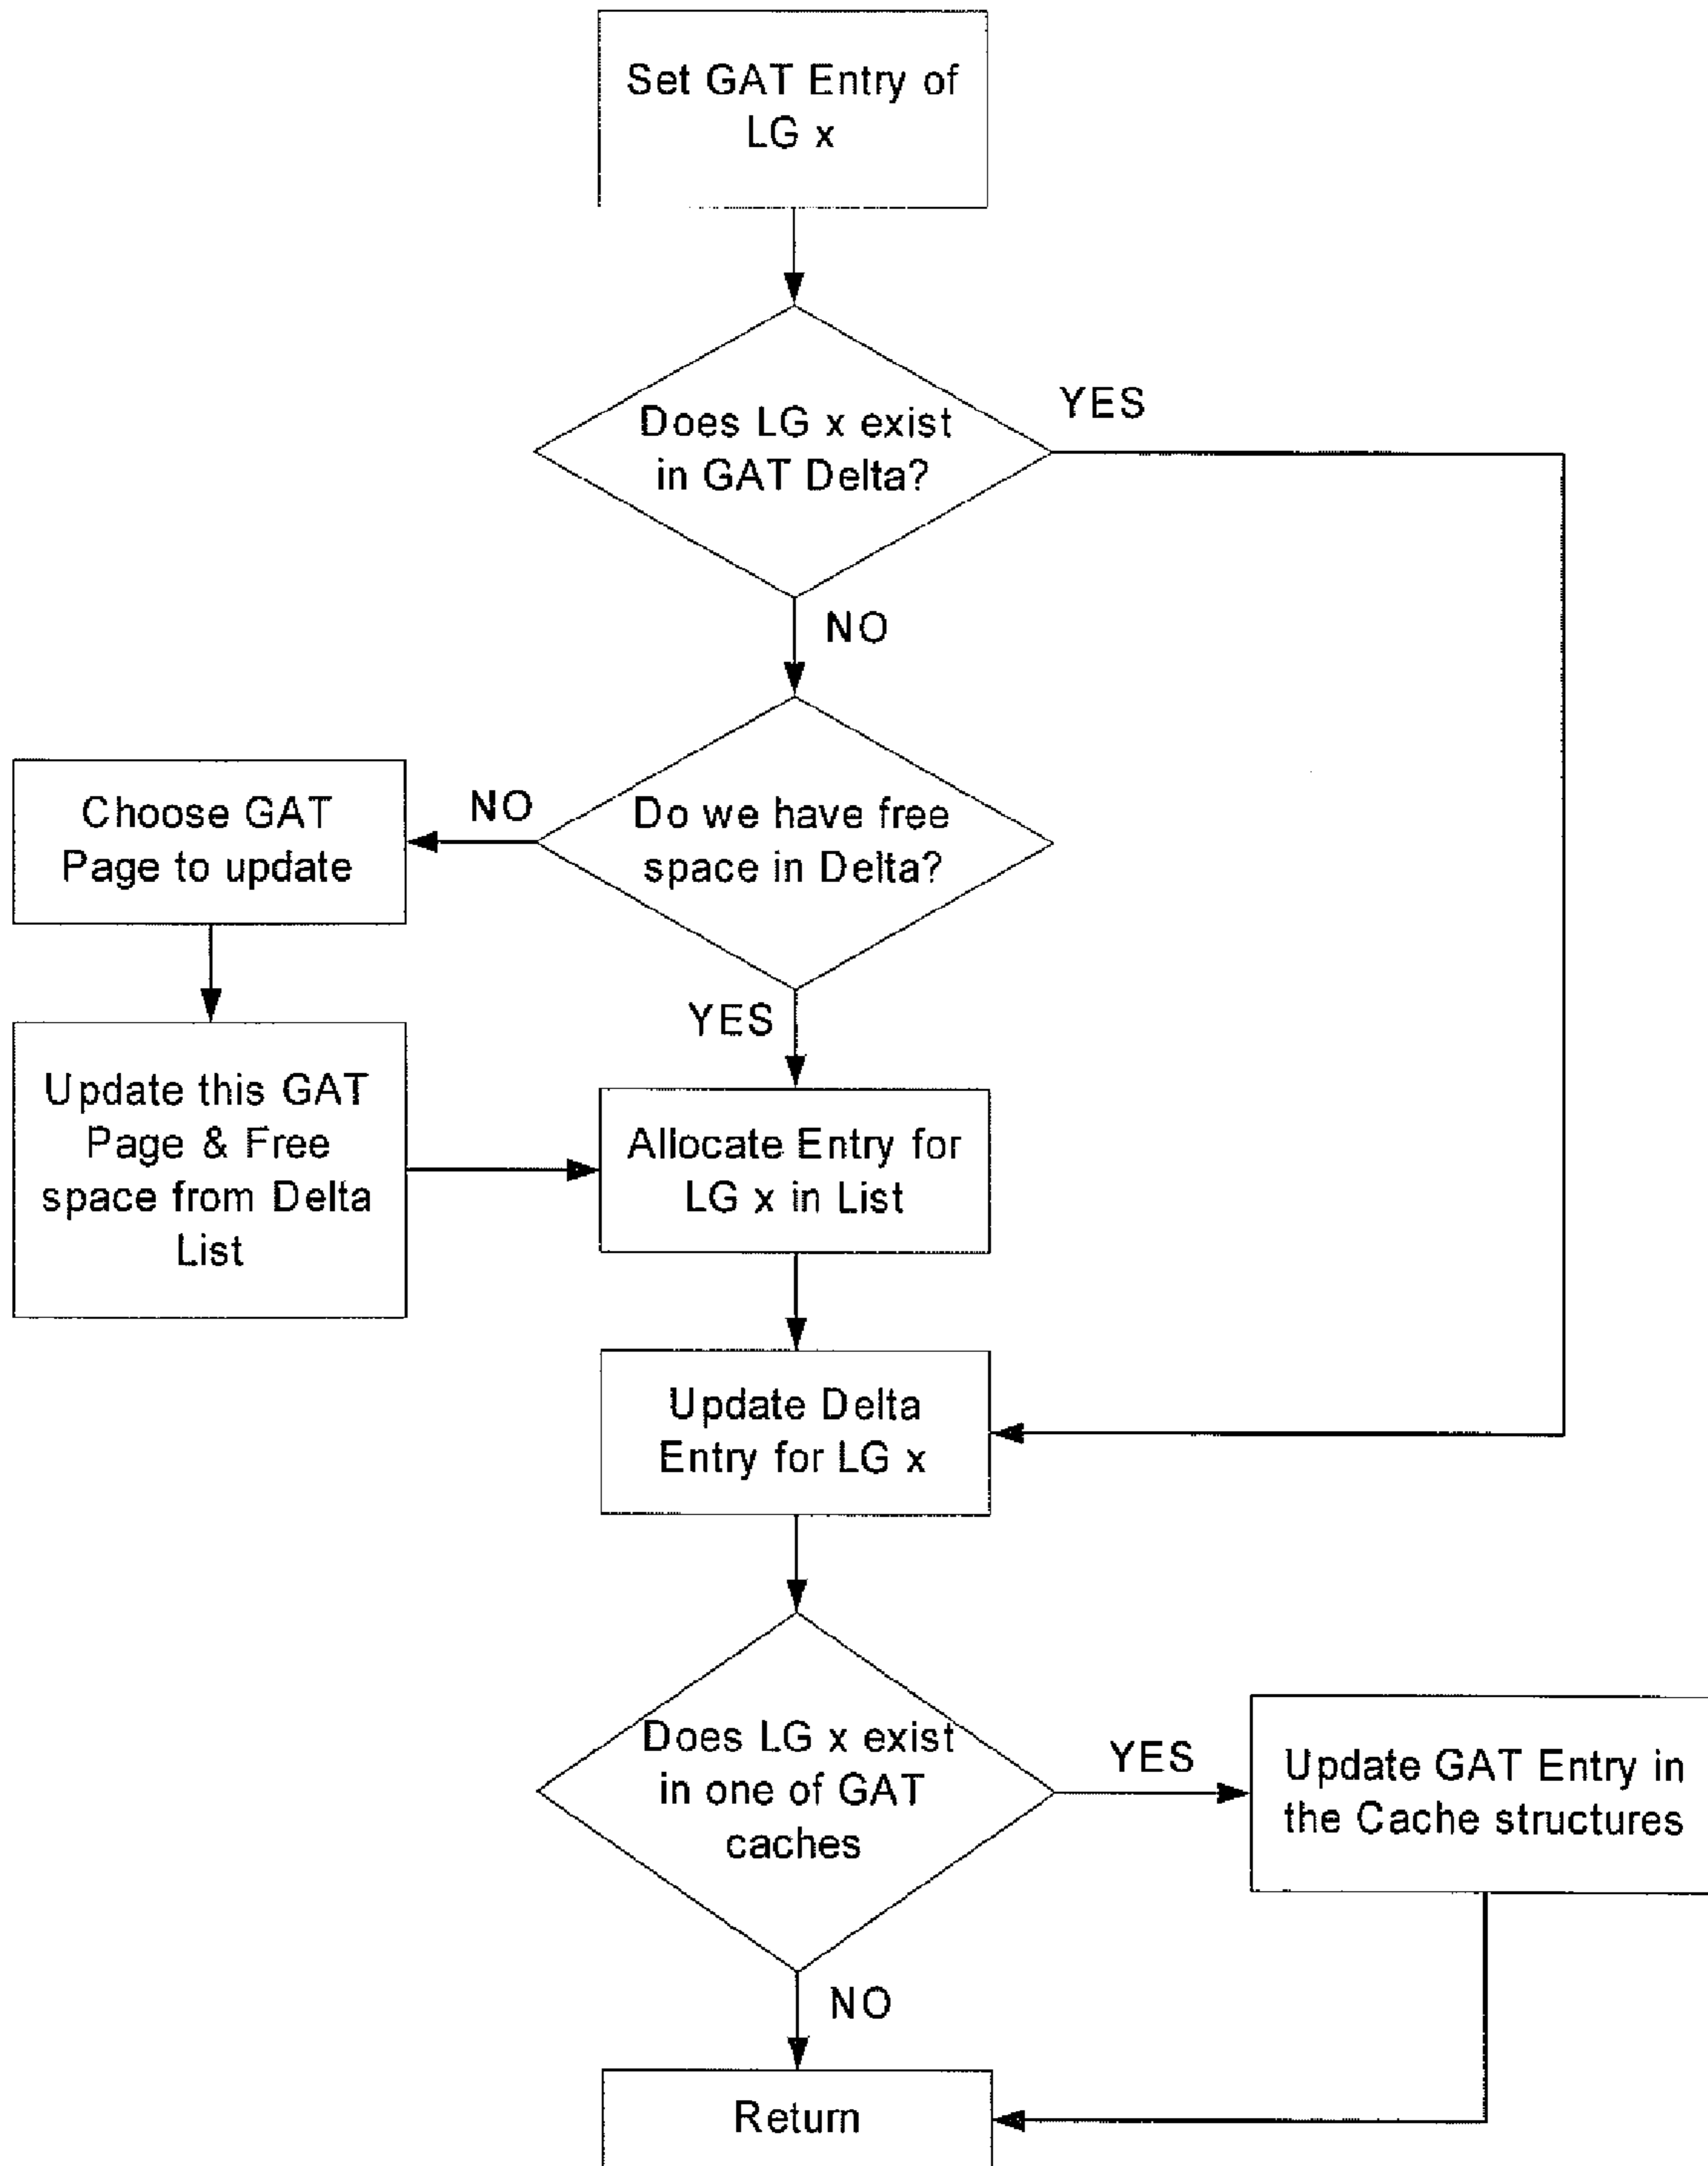 Set GAT Entry of
LG x
Does LG x exist
in GAT Delta?
YES
NO
Do we have free
space in Delta?
NO
Choose GAT
Page to update
YES
Update this GAT
Page & Free
space from Delta
List
Allocate Entry for
LG x in List
Update Delta
Entry for LG x
Does LG x exist
in one of GAT
caches
YES
Update GAT Entry in
the Cache structures
NO
Return